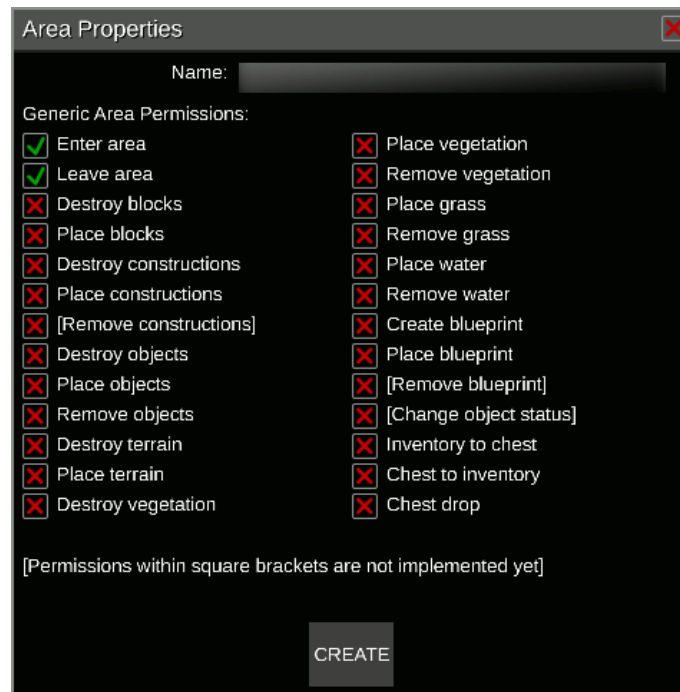 Area Properties
Name:
Generic Area Permissions:
Enter area
Leave area
Destroy blocks
Place blocks
Destroy constructions
Place constructions
[Remove constructions]
Destroy objects
Place objects
Remove objects
Destroy terrain
Place terrain
Destroy vegetation
Place vegetation
Remove vegetation
Place grass
Remove grass
Place water
Remove water
Create blueprint
Place blueprint
[Remove blueprint]
[Change object status]
Inventory to chest
Chest to inventory
Chest drop
[Permissions within square brackets are not implemented yet]
CREATE